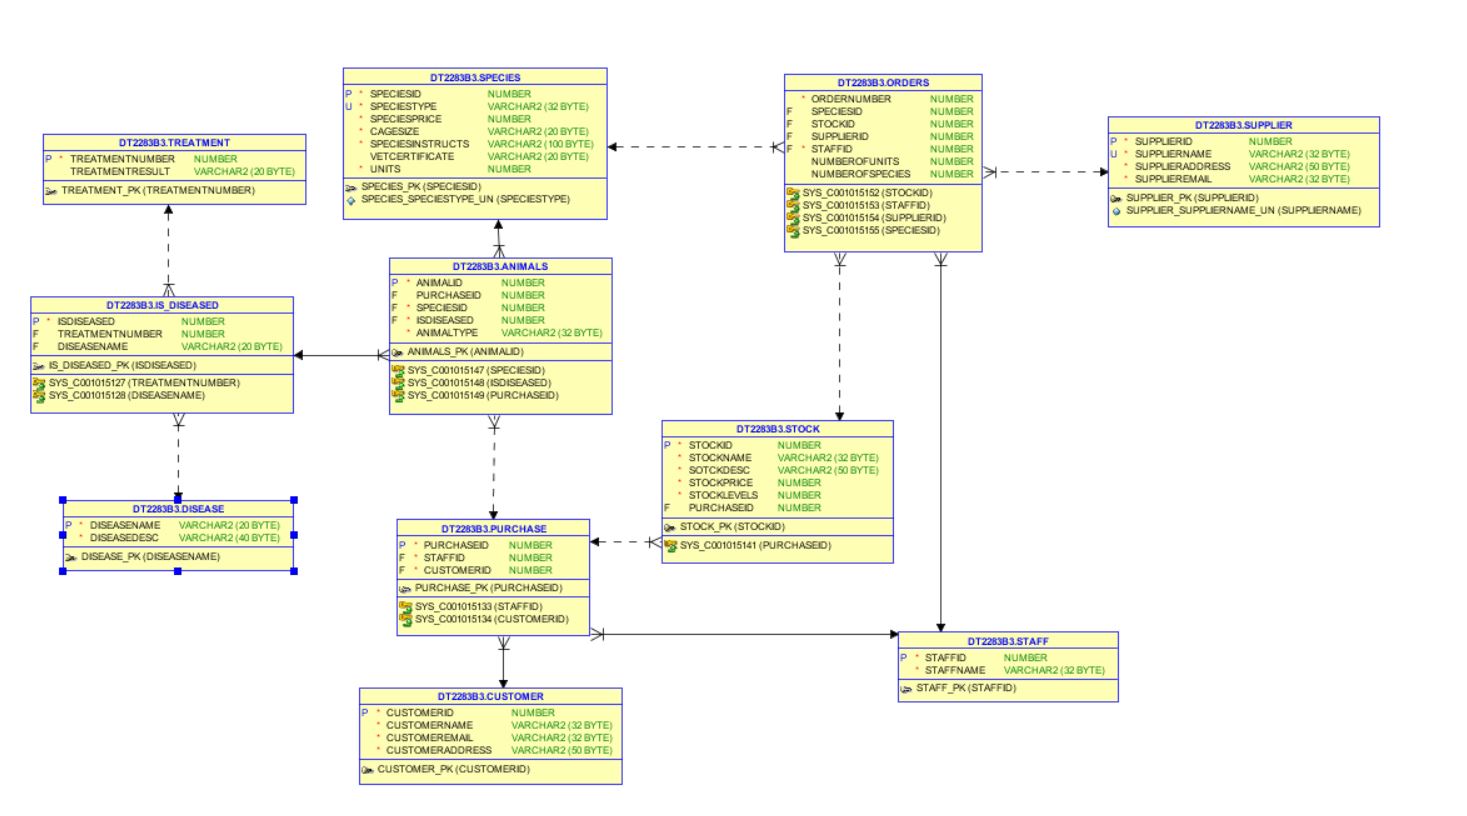 DT2283B3.SPECIES
P * SPECIESID NUMBER
U * SPECIESTYPE VARCHAR2 (32 BYTE)
* SPECIESPRICE NUMBER
* CAGESIZE VARCHAR2 (20 BYTE)
* SPECIESINSTRUCTS VARCHAR2 (100 BYTE)
VETCERTIFICATE VARCHAR2 (20 BYTE)
* UNITS NUMBER
SPECIES_PK (SPECIESID)
SPECIES_SPECIESTYPE_UN (SPECIESTYPE)
DT2283B3.ORDERS
* ORDERNUMBER NUMBER
F SPECIESID NUMBER
F STOCKID NUMBER
F SUPPLIERID NUMBER
F * STAFFID NUMBER
NUMBEROFUNITS NUMBER
NUMBEROFSPECIES NUMBER
SYS_C001015152 (STOCKID)
SYS_C001015153 (STAFFID)
SYS_C001015154 (SUPPLIERID)
SYS_C001015155 (SPECIESID)
DT2283B3.SUPPLIER
P * SUPPLIERID NUMBER
U * SUPPLIERNAME VARCHAR2 (32 BYTE)
* SUPPLIERADDRESS VARCHAR2 (50 BYTE)
* SUPPLIEREMAIL VARCHAR2 (32 BYTE)
SUPPLIER_PK (SUPPLIERID)
SUPPLIER_SUPPLIERNAME_UN (SUPPLIERNAME)
DT2283B3.TREATMENT
P * TREATMENTNUMBER NUMBER
TREATMENTRESULT VARCHAR2 (20 BYTE)
TREATMENT_PK (TREATMENTNUMBER)
DT2283B3.ANIMALS
P * ANIMALID NUMBER
F PURCHASEID NUMBER
F * SPECIESID NUMBER
F * ISDISEASED NUMBER
* ANIMALTYPE VARCHAR2 (32 BYTE)
ANIMALS_PK (ANIMALID)
SYS_C001015147 (SPECIESID)
SYS_C001015148 (ISDISEASED)
SYS_C001015149 (PURCHASEID)
DT2283B3.IS_DISEASED
P * ISDISEASED NUMBER
F TREATMENTNUMBER NUMBER
F DISEASENAME VARCHAR2 (20 BYTE)
IS_DISEASED_PK (ISDISEASED)
SYS_C001015127 (TREATMENTNUMBER)
SYS_C001015128 (DISEASENAME)
DT2283B3.STOCK
P * STOCKID NUMBER
* STOCKNAME VARCHAR2 (32 BYTE)
* SOTCKDESC VARCHAR2 (50 BYTE)
* STOCKPRICE NUMBER
* STOCKLEVELS NUMBER
F PURCHASEID NUMBER
STOCK_PK (STOCKID)
SYS_C001015141 (PURCHASEID)
DT2283B3.DISEASE
P * DISEASENAME VARCHAR2 (20 BYTE)
* DISEASEDESC VARCHAR2 (40 BYTE)
DISEASE_PK (DISEASENAME)
DT2283B3.PURCHASE
P * PURCHASEID NUMBER
F * STAFFID NUMBER
F * CUSTOMERID NUMBER
PURCHASE_PK (PURCHASEID)
SYS_C001015133 (STAFFID)
SYS_C001015134 (CUSTOMERID)
DT2283B3.STAFF
P * STAFFID NUMBER
* STAFFNAME VARCHAR2 (32 BYTE)
STAFF_PK (STAFFID)
DT2283B3.CUSTOMER
P * CUSTOMERID NUMBER
* CUSTOMERNAME VARCHAR2 (32 BYTE)
* CUSTOMEREMAIL VARCHAR2 (32 BYTE)
* CUSTOMERADDRESS VARCHAR2 (50 BYTE)
CUSTOMER_PK (CUSTOMERID)